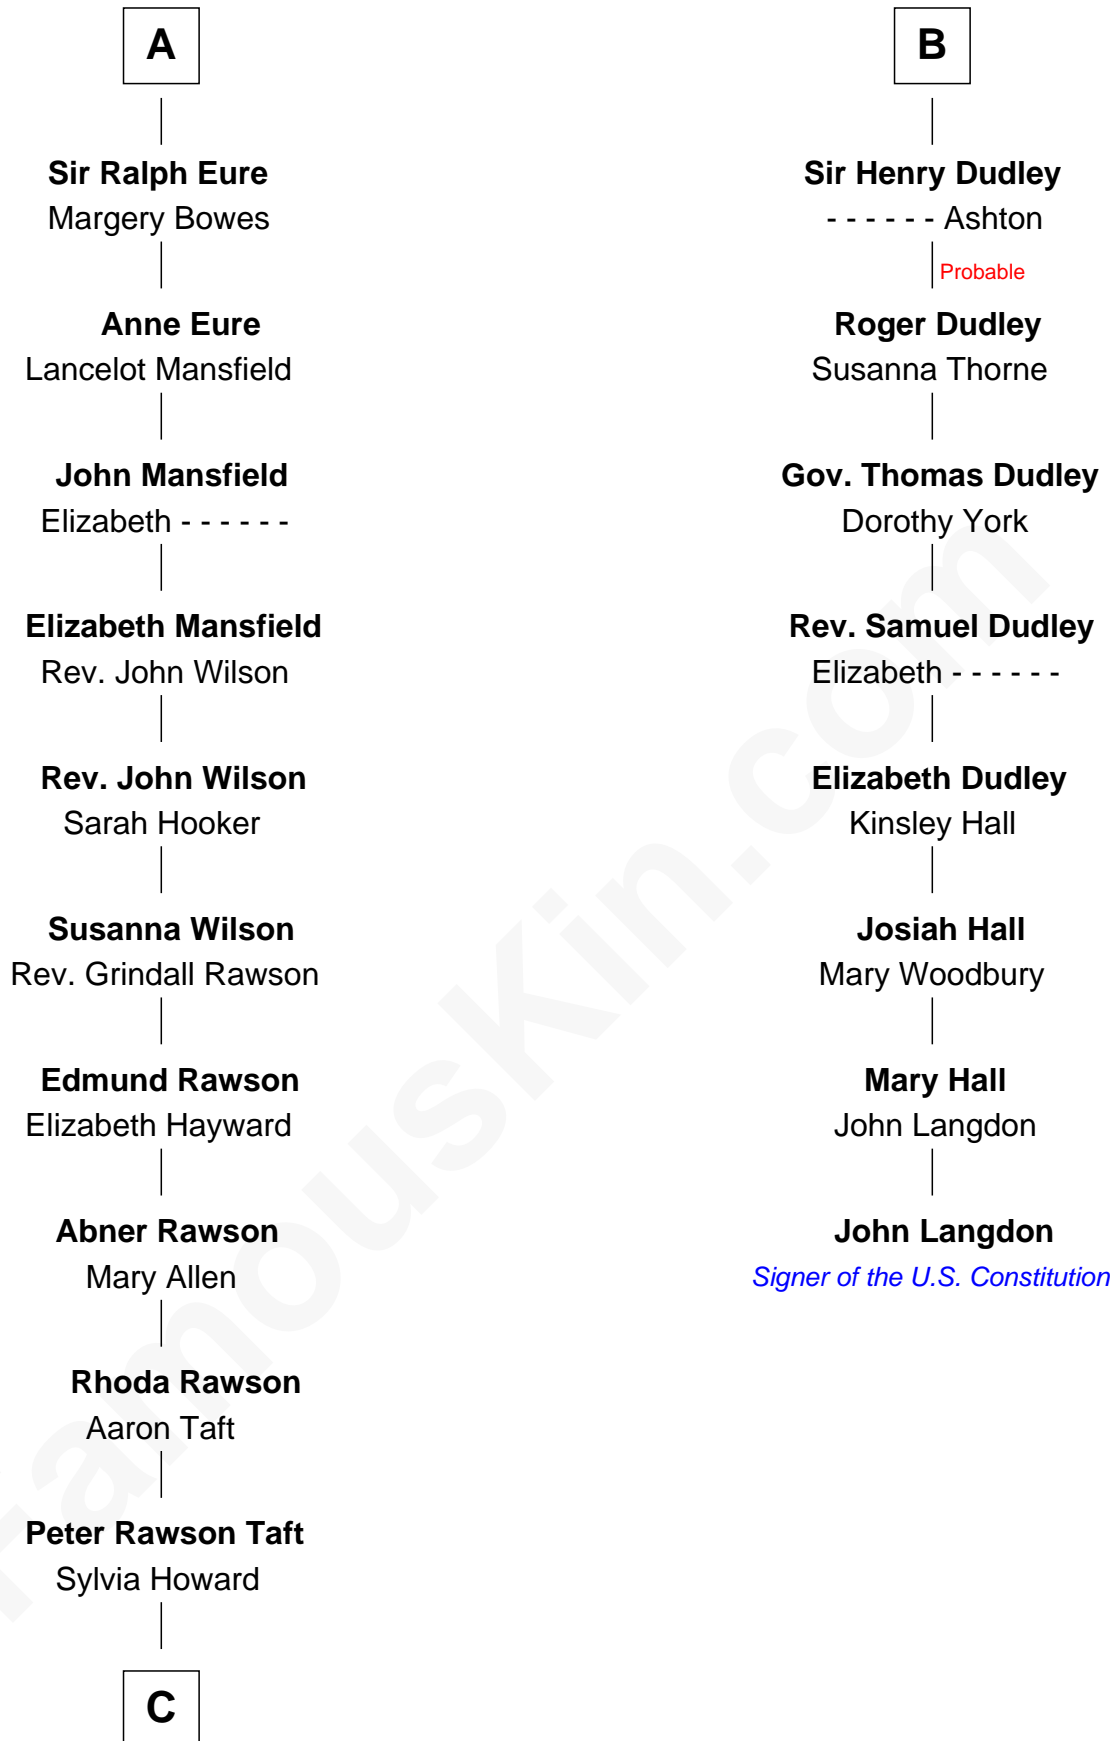 A
Sir Ralph Eure
Margery Bowes
Anne Eure
Lancelot Mansfield
John Mansfield
Elizabeth - - - - - -
Elizabeth Mansfield
Rev. John Wilson
Rev. John Wilson
Sarah Hooker
Susanna Wilson
Rev. Grindall Rawson
Edmund Rawson
Elizabeth Hayward
Abner Rawson
Mary Allen
Rhoda Rawson
Aaron Taft
Peter Rawson Taft
Sylvia Howard
C
B
Sir Henry Dudley
- - - - - - Ashton
Probable
Roger Dudley
Susanna Thorne
Gov. Thomas Dudley
Dorothy York
Rev. Samuel Dudley
Elizabeth - - - - - -
Elizabeth Dudley
Kinsley Hall
Josiah Hall
Mary Woodbury
Mary Hall
John Langdon
John Langdon
Signer of the U.S. Constitution
FamousKin.com